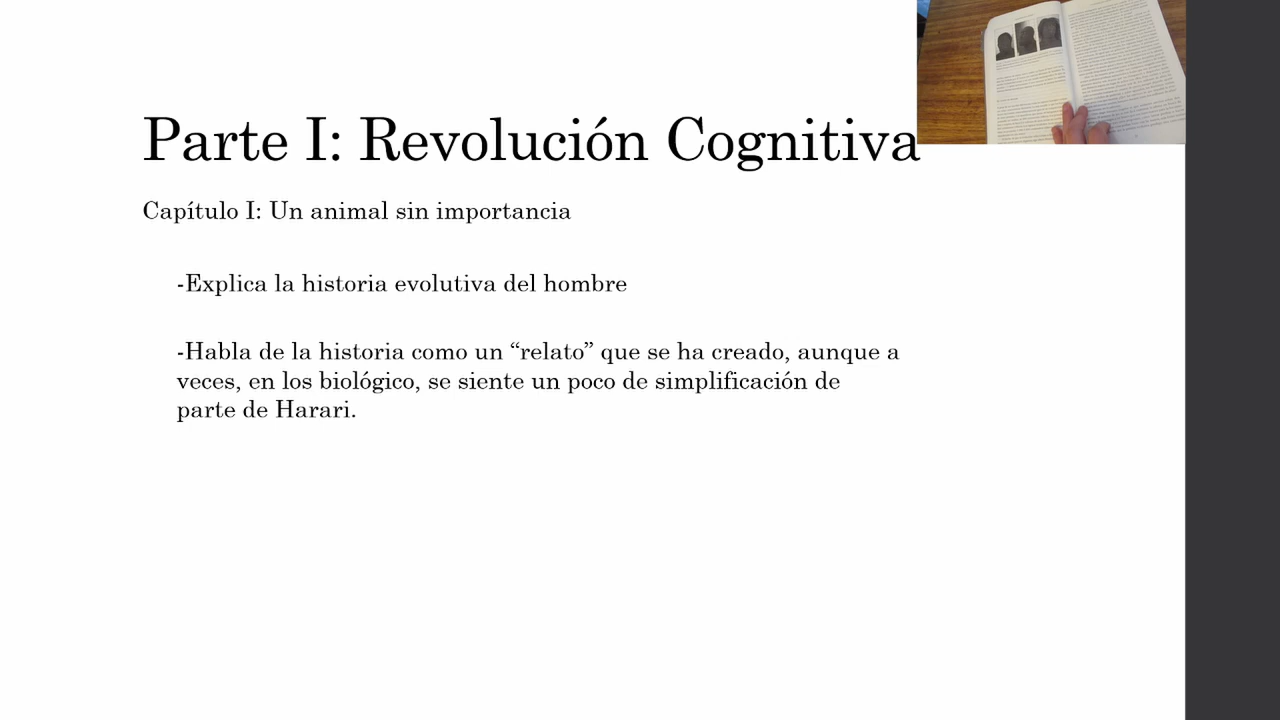 Parte I: Revolución Cognitiva
Capítulo I: Un animal sin importancia
-Explica la historia evolutiva del hombre
-Habla de la historia como un “relato” que se ha creado, aunque a
veces, en los biológico, se siente un poco de simplificación de
parte de Harari.